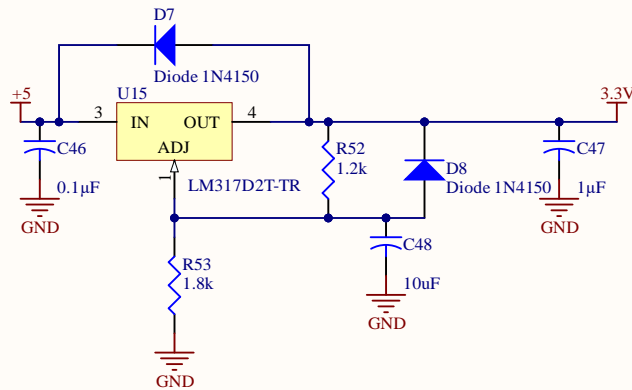 D7
Diode 1N4150
+5
U15
3.3V
3
IN
OUT
4
ADJ
1
LM317D2T-TR
C46
0.1µF
GND
R52
1.2k
D8
Diode 1N4150
C47
1µF
GND
R53
1.8k
GND
C48
10uF
GND